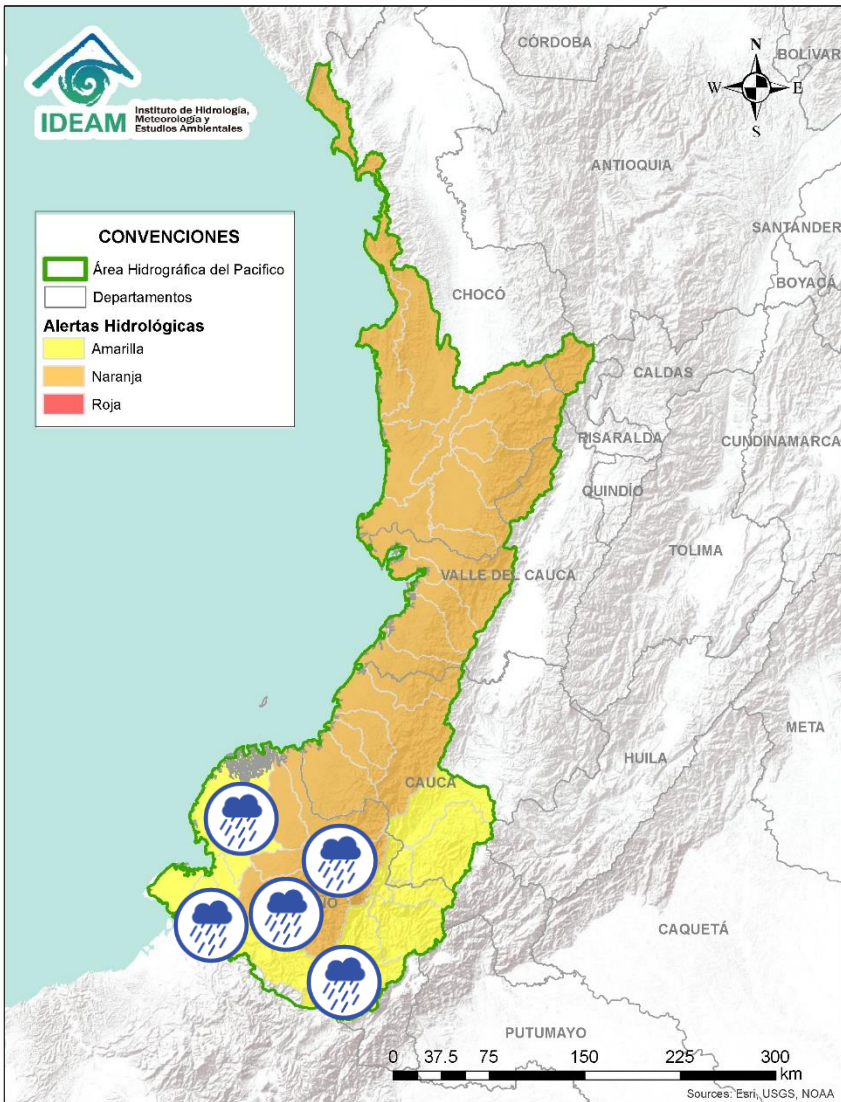 CÓRDOBA
BOLÍVAR
N
W
E
S
IDEAM
Instituto de Hidrología,
Meteorología y
Estudios Ambientales
ANTIOQUIA
SANTANDER
BOYACÁ
CONVENCIONES
Área Hidrográfica del Pacifico
Departamentos
Alertas Hidrológicas
Amarilla
Naranja
Roja
CHOCÓ
CALDAS
RISARALDA
CUNDINAMARCA
QUINDÍO
TOLIMA
VALLE DEL CAUCA
META
HUILA
CAUCA
CAQUETÁ
PUTUMAYO
0 37.5 75 150 225 300
km
Sources: Esri, USGS, NOAA